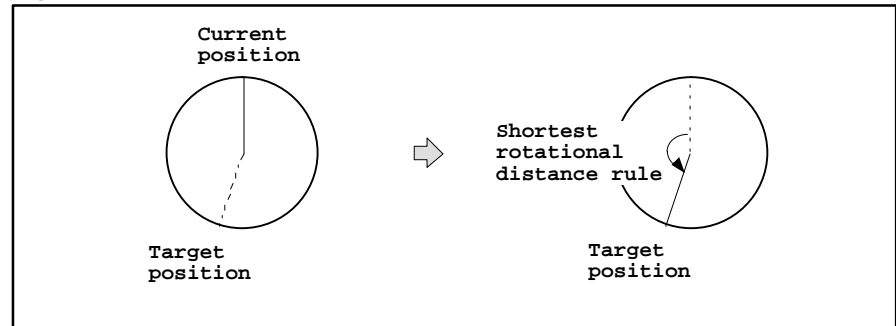 Current
position
Target
position
Shortest
rotational
distance rule
Target
position